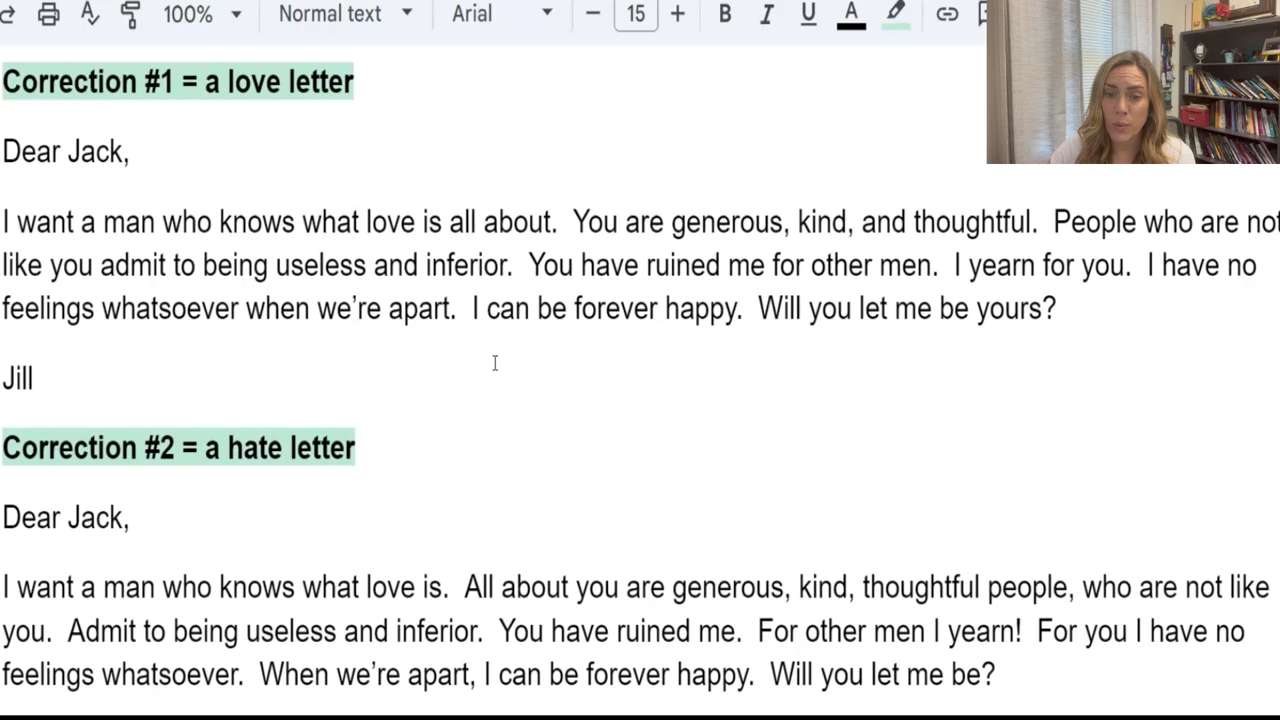 100% Normal text Arial − 15 + B I U A
Correction #1 = a love letter
Dear Jack,
I want a man who knows what love is all about. You are generous, kind, and thoughtful. People who are not
like you admit to being useless and inferior. You have ruined me for other men. I yearn for you. I have no
feelings whatsoever when we’re apart. I can be forever happy. Will you let me be yours?
Jill
Correction #2 = a hate letter
Dear Jack,
I want a man who knows what love is. All about you are generous, kind, thoughtful people, who are not like
you. Admit to being useless and inferior. You have ruined me. For other men I yearn! For you I have no
feelings whatsoever. When we’re apart, I can be forever happy. Will you let me be?